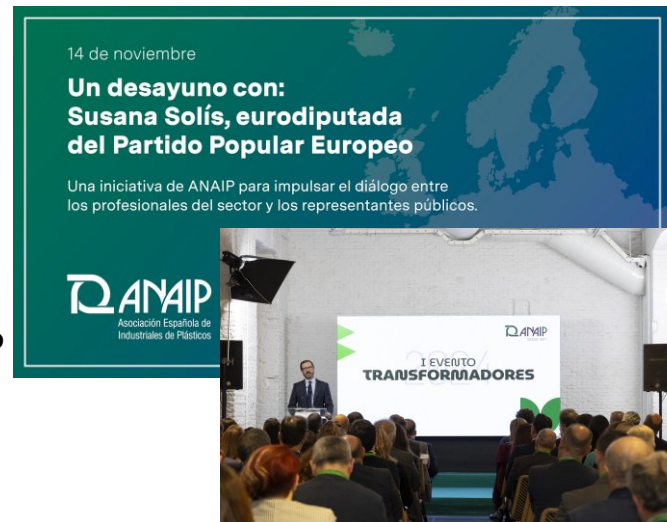 14 de noviembre
Un desayuno con:
Susana Solís, eurodiputada
del Partido Popular Europeo
Una iniciativa de ANAIP para impulsar el diálogo entre
los profesionales del sector y los representantes públicos.
ANAIP
Asociación Española de
Industriales de Plásticos
ANAIP
2024
I EVENTO
TRANSFORMADORES